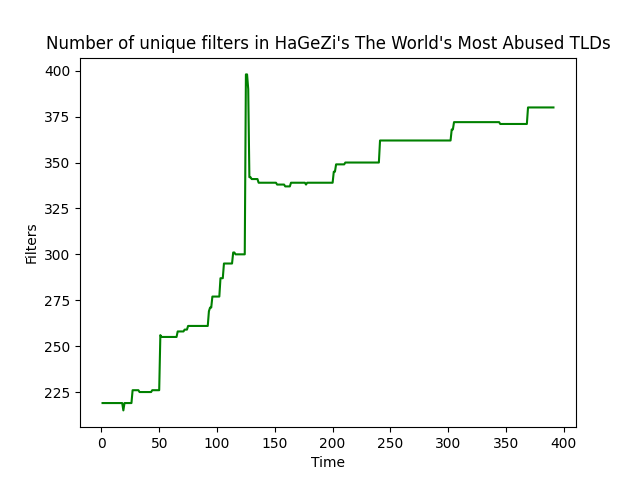 Number of unique filters in HaGeZi's The World's Most Abused TLDs
400
375
350
325
300
275
250
225
Filters
0 50 100 150 200 250 300 350 400
Time